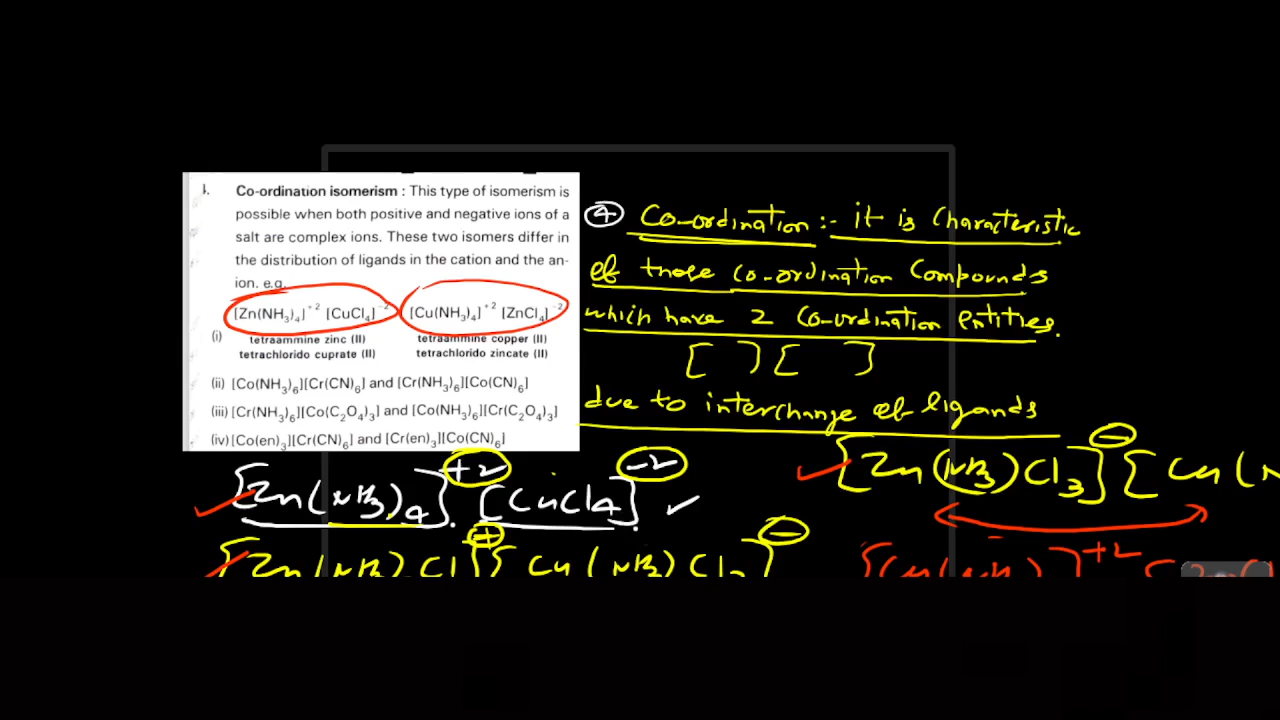 Co-ordination isomerism : This type of isomerism is
possible when both positive and negative ions of a
salt are complex ions. These two isomers differ in
the distribution of ligands in the cation and the an-
ion. e.g.
(i) [Zn(NH₃)₄]⁺² [CuCl₄]⁻² [Cu(NH₃)₄]⁺² [ZnCl₄]⁻²
tetraammine zinc (II) tetraammine copper (II)
tetrachlorido cuprate (II) tetrachlorido zincate (II)
(ii) [Co(NH₃)₆][Cr(CN)₆] and [Cr(NH₃)₆][Co(CN)₆]
(iii) [Cr(NH₃)₆][Co(C₂O₄)₃] and [Co(NH₃)₆][Cr(C₂O₄)₃]
(iv) [Co(en)₃][Cr(CN)₆] and [Cr(en)₃][Co(CN)₆]
④ Co-ordination :- it is characteristic
of those co-ordination compounds
which have 2 co-ordination entities.
[ ] [ ]
due to interchange of ligands
[Zn(NH₃)₄]⁺² [CuCl₄]⁻²
[Zn(NH₃)Cl₃]⁻ [Cu(N